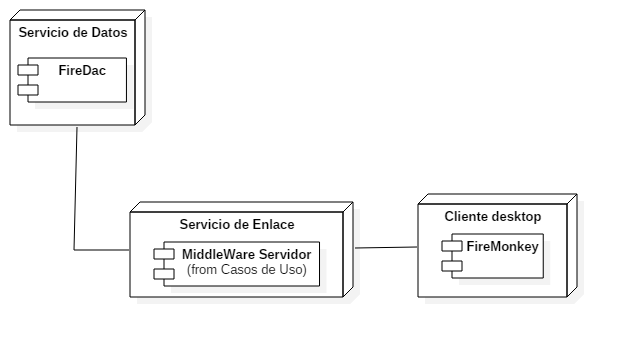 Servicio de Datos
FireDac
Servicio de Enlace
MiddleWare Servidor
(from Casos de Uso)
Cliente desktop
FireMonkey